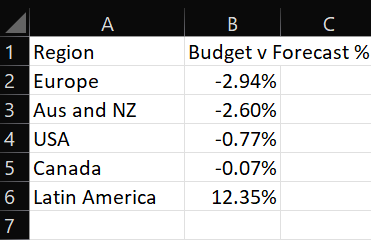 A B C
1 Region Budget v Forecast %
2 Europe -2.94%
3 Aus and NZ -2.60%
4 USA -0.77%
5 Canada -0.07%
6 Latin America 12.35%
7